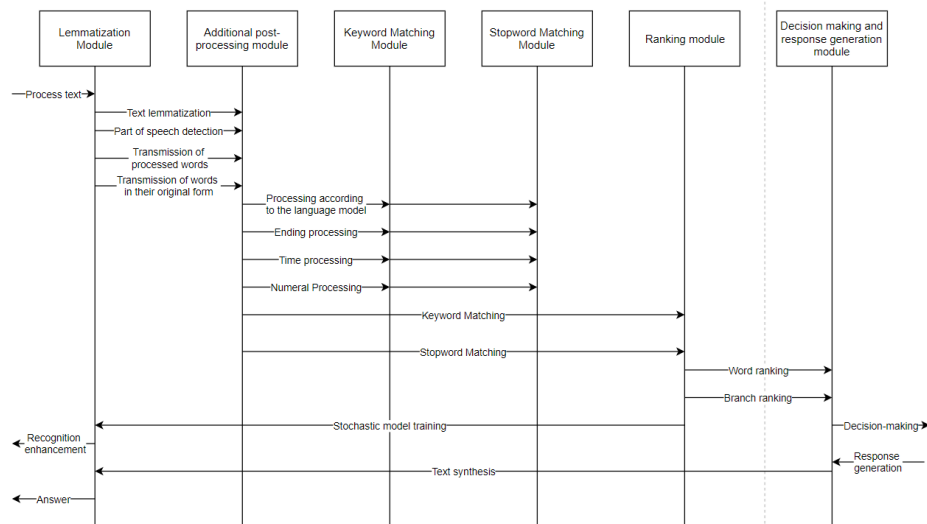 Lemmatization
Module
Additional post-
processing module
Keyword Matching
Module
Stopword Matching
Module
Ranking module
Decision making and
response generation
module
Process text
Text lemmatization
Part of speech detection
Transmission of
processed words
Transmission of words
in their original form
Processing according
to the language model
Ending processing
Time processing
Numeral Processing
Keyword Matching
Stopword Matching
Word ranking
Branch ranking
Stochastic model training
Decision-making
Recognition
enhancement
Response
generation
Text synthesis
Answer